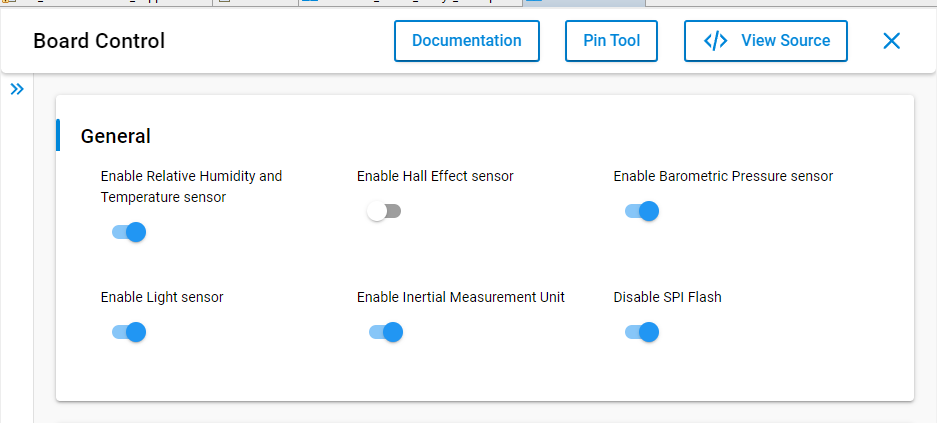 Board Control
Documentation
Pin Tool
</> View Source
General
Enable Relative Humidity and
Temperature sensor
Enable Hall Effect sensor
Enable Barometric Pressure sensor
Enable Light sensor
Enable Inertial Measurement Unit
Disable SPI Flash